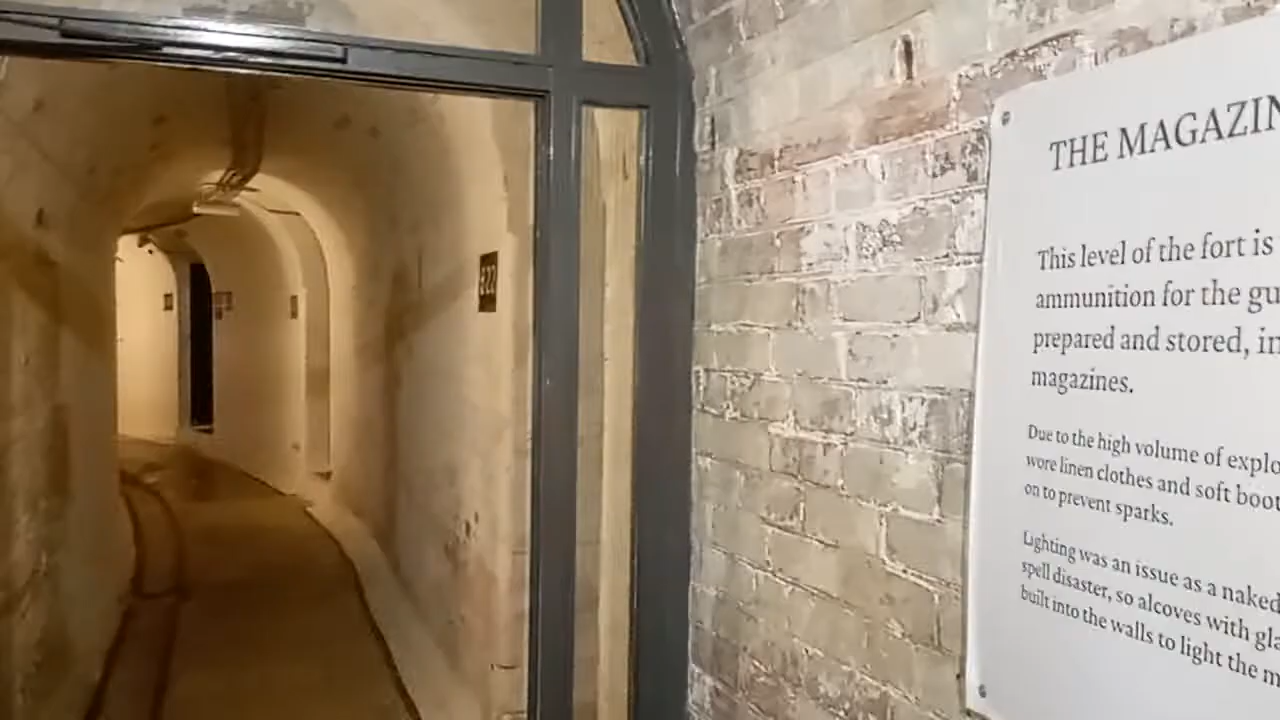 THE MAGAZIN
This level of the fort is
ammunition for the gu
prepared and stored, in
magazines.
Due to the high volume of explo
wore linen clothes and soft boot
on to prevent sparks.
Lighting was an issue as a naked
spell disaster, so alcoves with gla
built into the walls to light the m